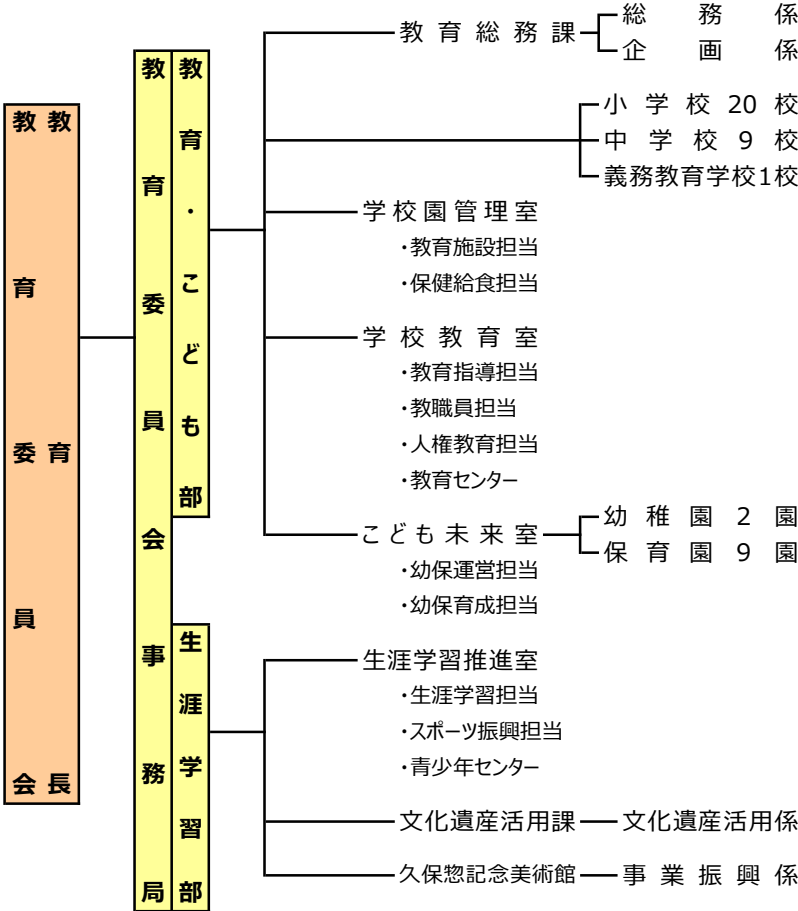 教育委員会
教育長
教育委員会事務局
教育・こども部
教育総務課
総務係
企画係
小学校20校
中学校9校
義務教育学校1校
学校園管理室
・教育施設担当
・保健給食担当
学校教育室
・教育指導担当
・教職員担当
・人権教育担当
・教育センター
こども未来室
幼稚園2園
保育園9園
・幼保運営担当
・幼保育成担当
生涯学習部
生涯学習推進室
・生涯学習担当
・スポーツ振興担当
・青少年センター
文化遺産活用課
文化遺産活用係
久保惣記念美術館
事業振興係